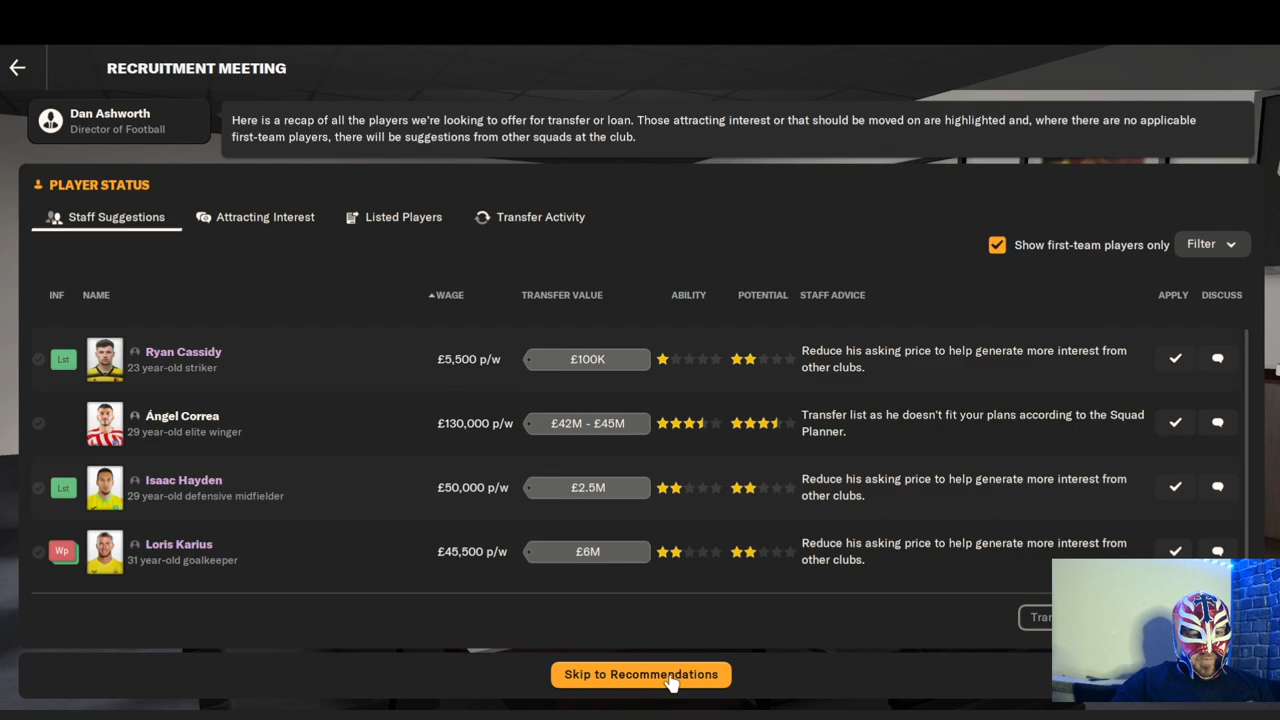 RECRUITMENT MEETING
Dan Ashworth
Director of Football
Here is a recap of all the players we're looking to offer for transfer or loan. Those attracting interest or that should be moved on are highlighted and, where there are no applicable
first-team players, there will be suggestions from other squads at the club.
PLAYER STATUS
Staff Suggestions Attracting Interest Listed Players Transfer Activity
Show first-team players only Filter
INF NAME WAGE TRANSFER VALUE ABILITY POTENTIAL STAFF ADVICE APPLY DISCUSS
Lst Ryan Cassidy £5,500 p/w £100K Reduce his asking price to help generate more interest from
23 year-old striker other clubs.
Ángel Correa £130,000 p/w £42M - £45M Transfer list as he doesn't fit your plans according to the Squad
29 year-old elite winger Planner.
Lst Isaac Hayden £50,000 p/w £2.5M Reduce his asking price to help generate more interest from
29 year-old defensive midfielder other clubs.
Wp Loris Karius £45,500 p/w £6M Reduce his asking price to help generate more interest from
31 year-old goalkeeper other clubs.
Skip to Recommendations